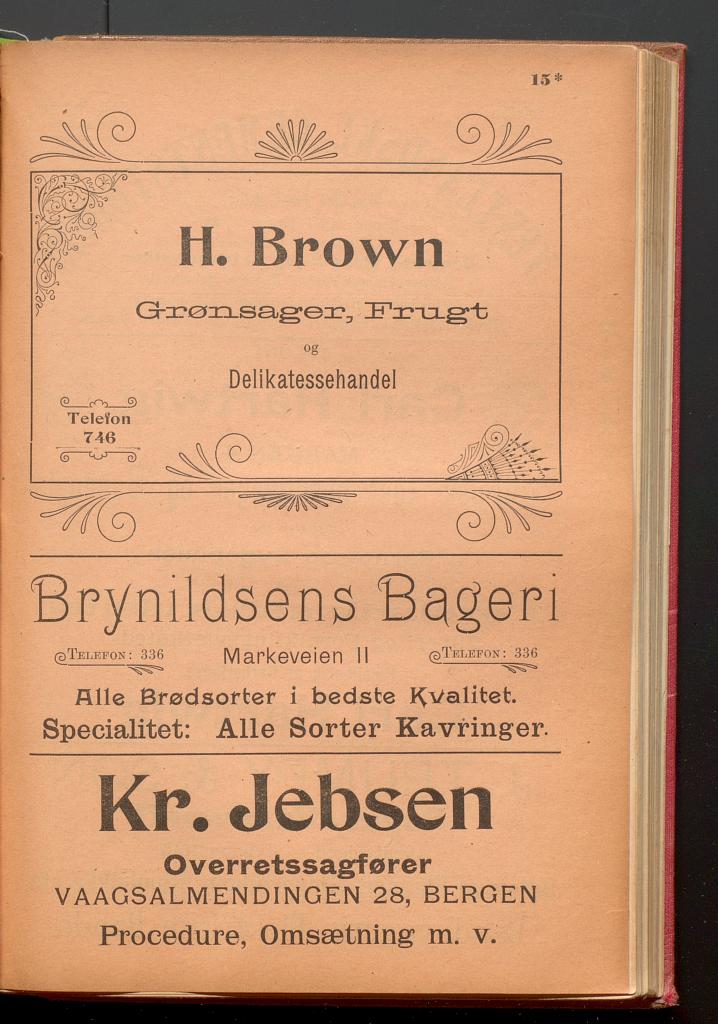 15*
H. Brown
Grønsager, Frugt
og
Delikatessehandel
Telefon
746
Brynildsens Bageri
TELEFON: 336 Markeveien 11 TELEFON: 336
Alle Brødsorter i bedste Kvalitet.
Specialitet: Alle Sorter Kavringer.
Kr. Jebsen
Overretssagfører
VAAGSALMENDINGEN 28, BERGEN
Procedure, Omsætning m. v.